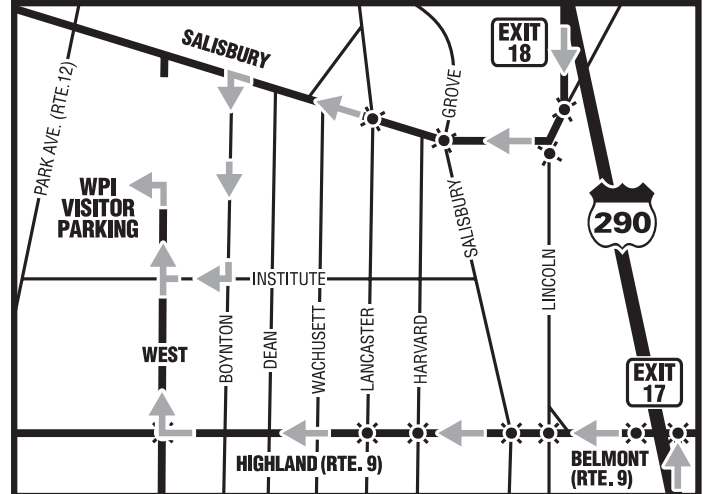 SALISBURY
EXIT
18
PARK AVE. (RTE.12)
GROVE
WPI
VISITOR
PARKING
290
SALISBURY
LINCOLN
INSTITUTE
WEST
BOYNTON
DEAN
WACHUSETT
LANCASTER
HARVARD
EXIT
17
HIGHLAND (RTE. 9)
BELMONT
(RTE. 9)